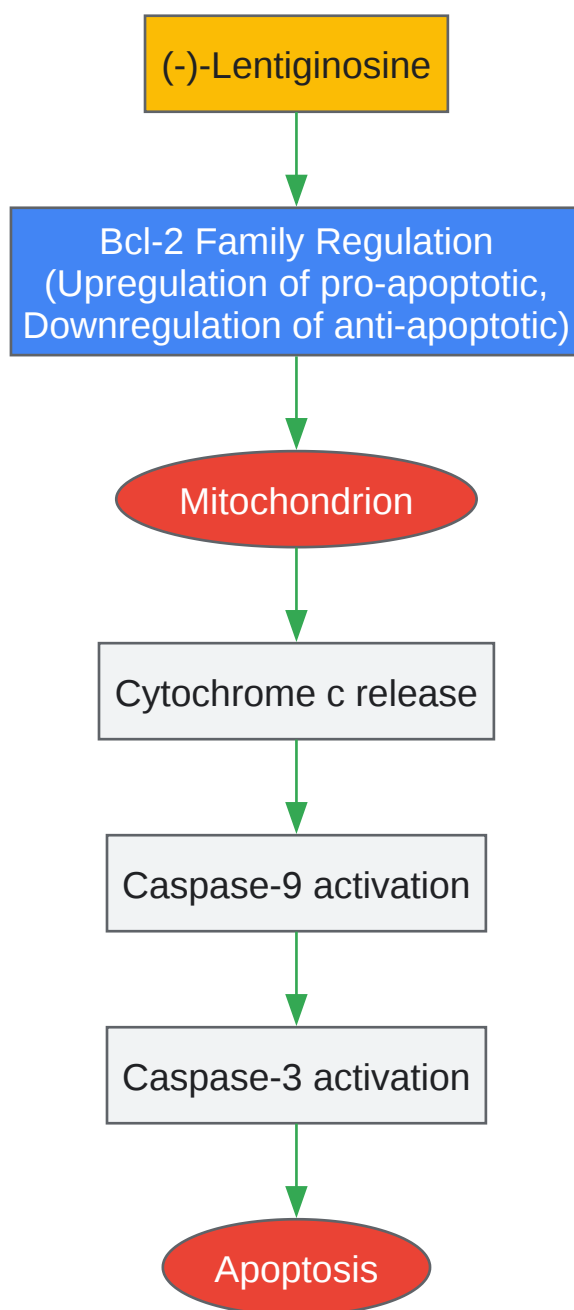 (-)-Lentiginosine
Bcl-2 Family Regulation
(Upregulation of pro-apoptotic,
Downregulation of anti-apoptotic)
Mitochondrion
Cytochrome c release
Caspase-9 activation
Caspase-3 activation
Apoptosis